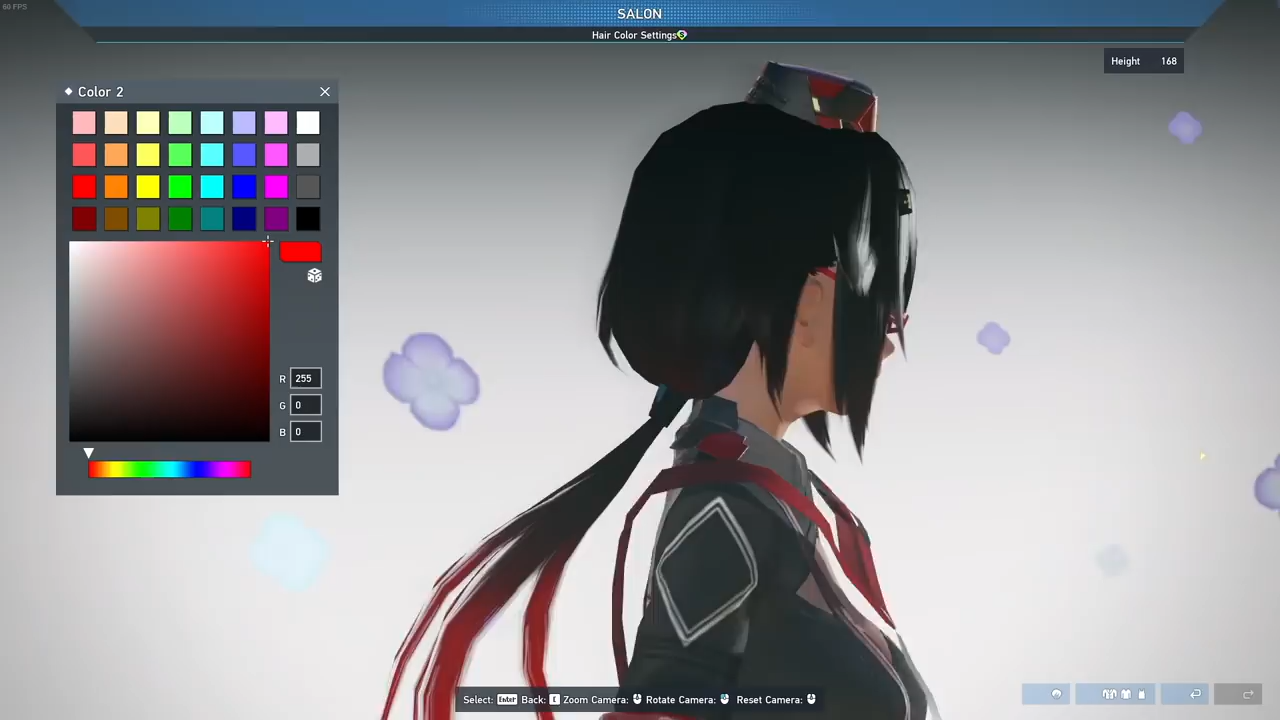 60 FPS
SALON
Hair Color Settings
Height 168
Color 2
R 255
G 0
B 0
Select: Enter Back: E Zoom Camera: Rotate Camera: Reset Camera: